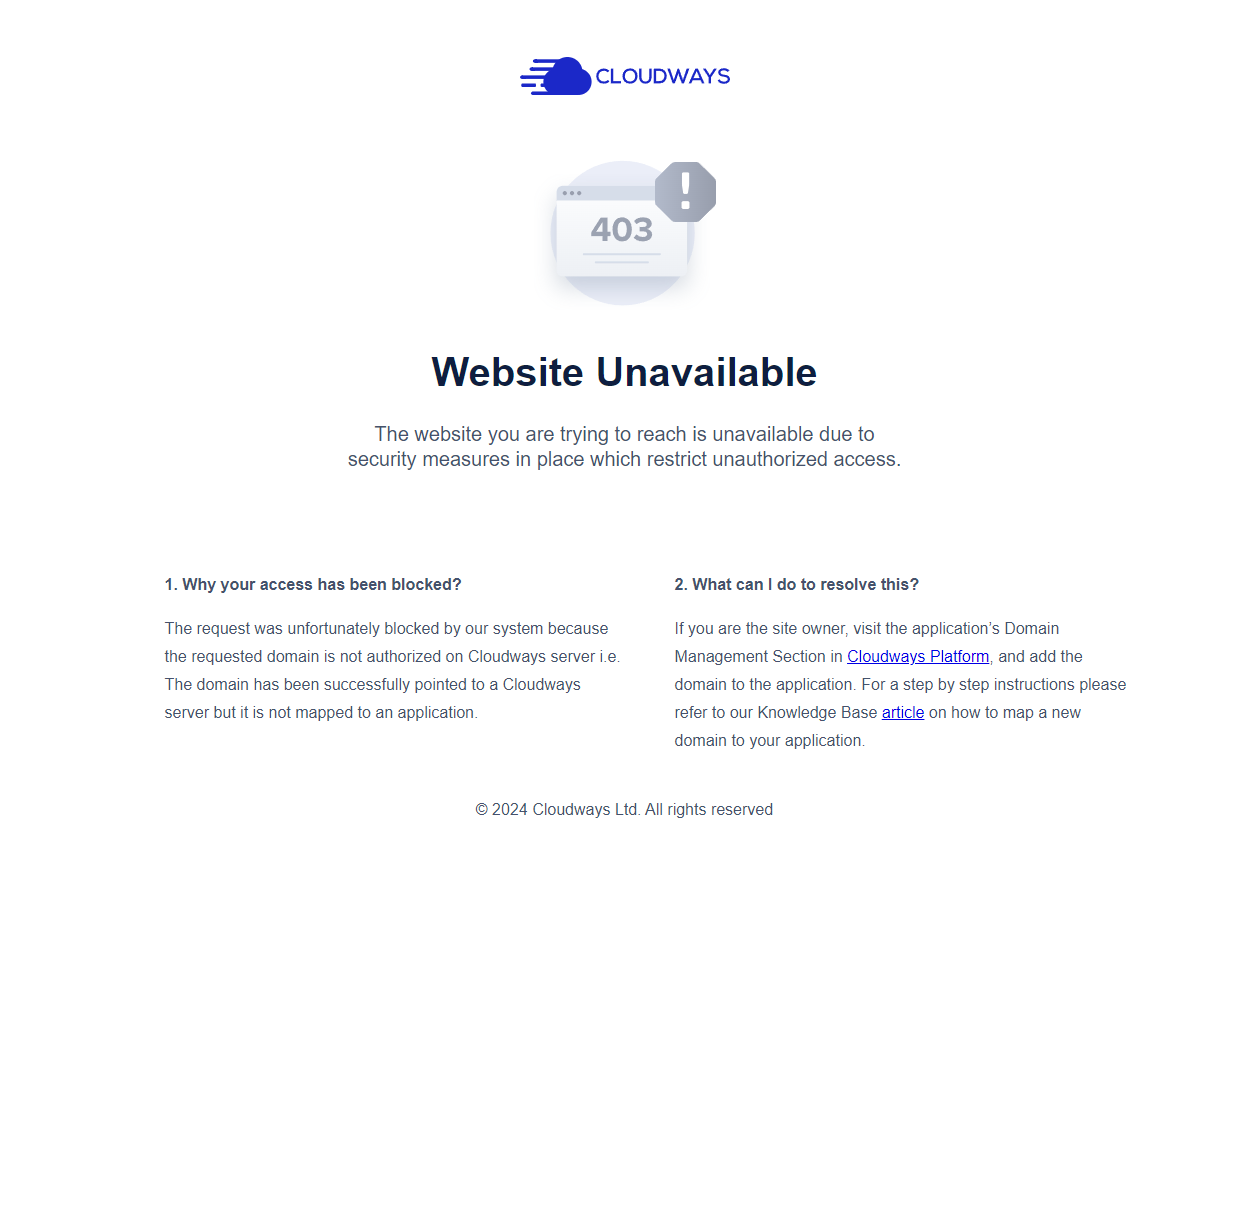 CLOUDWAYS
403
Website Unavailable
The website you are trying to reach is unavailable due to
security measures in place which restrict unauthorized access.
1. Why your access has been blocked?
The request was unfortunately blocked by our system because
the requested domain is not authorized on Cloudways server i.e.
The domain has been successfully pointed to a Cloudways
server but it is not mapped to an application.
2. What can I do to resolve this?
If you are the site owner, visit the application’s Domain
Management Section in Cloudways Platform, and add the
domain to the application. For a step by step instructions please
refer to our Knowledge Base article on how to map a new
domain to your application.
© 2024 Cloudways Ltd. All rights reserved